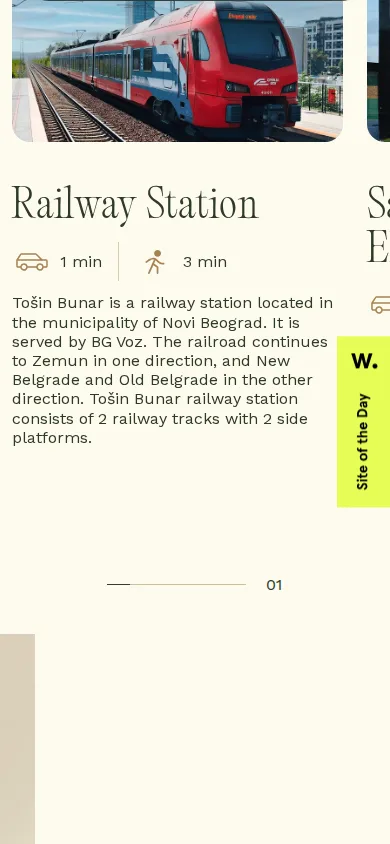 Railway Station
1 min
3 min
Tošin Bunar is a railway station located in
the municipality of Novi Beograd. It is
served by BG Voz. The railroad continues
to Zemun in one direction, and New
Belgrade and Old Belgrade in the other
direction. Tošin Bunar railway station
consists of 2 railway tracks with 2 side
platforms.
W.
Site of the Day
01